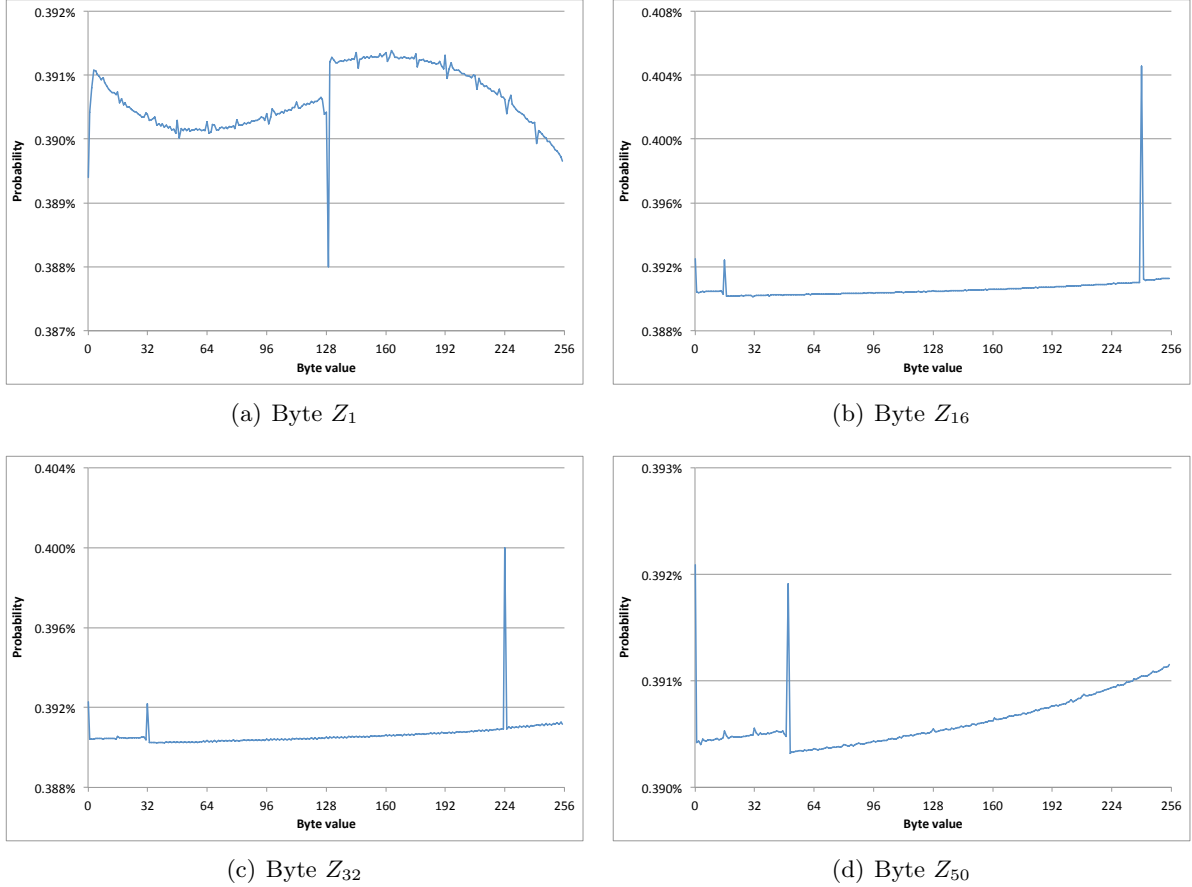 0.392%
0.391%
0.390%
0.389%
0.388%
0.387%
Probability
0 32 64 96 128 160 192 224 256
Byte value
(a) Byte Z₁
0.408%
0.404%
0.400%
0.396%
0.392%
0.388%
Probability
0 32 64 96 128 160 192 224 256
Byte value
(b) Byte Z₁₆
0.404%
0.400%
0.396%
0.392%
0.388%
Probability
0 32 64 96 128 160 192 224 256
Byte value
(c) Byte Z₃₂
0.393%
0.392%
0.391%
0.390%
Probability
0 32 64 96 128 160 192 224 256
Byte value
(d) Byte Z₅₀